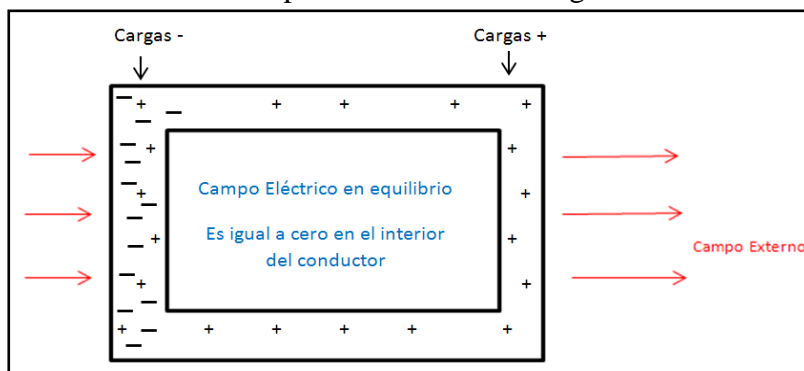 Cargas -
Cargas +
Campo Eléctrico en equilibrio
Es igual a cero en el interior
del conductor
Campo Externo